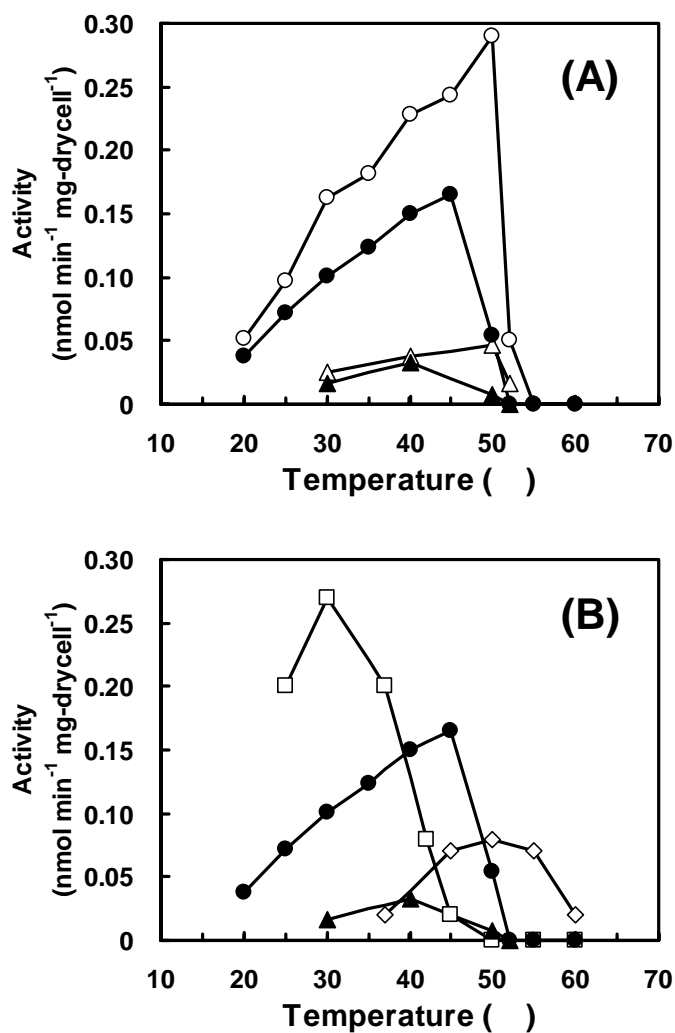 0.30
(A)
0.25
0.20
0.15
0.10
0.05
0
Activity
(nmol min⁻¹ mg-drycell⁻¹)
10 20 30 40 50 60 70
Temperature ( )
0.30
(B)
0.25
0.20
0.15
0.10
0.05
0
Activity
(nmol min⁻¹ mg-drycell⁻¹)
10 20 30 40 50 60 70
Temperature ( )